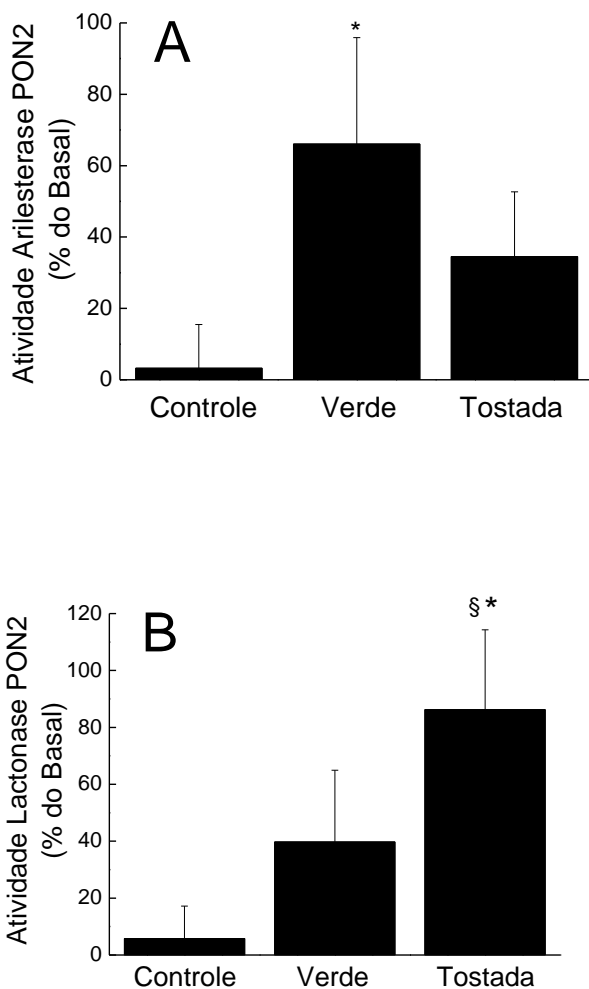 A
*
Atividade Arilesterase PON2
(% do Basal)
100
80
60
40
20
0
Controle Verde Tostada
B
§ *
Atividade Lactonase PON2
(% do Basal)
120
100
80
60
40
20
0
Controle Verde Tostada